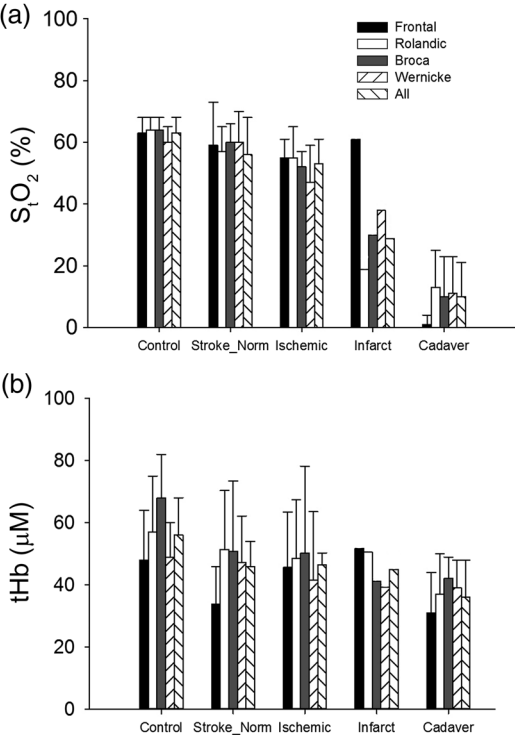 (a)
100
80
60
40
20
0
StO2 (%)
Frontal
Rolandic
Broca
Wernicke
All
Control Stroke_Norm Ischemic Infarct Cadaver
(b)
100
80
60
40
20
0
tHb (μM)
Control Stroke_Norm Ischemic Infarct Cadaver